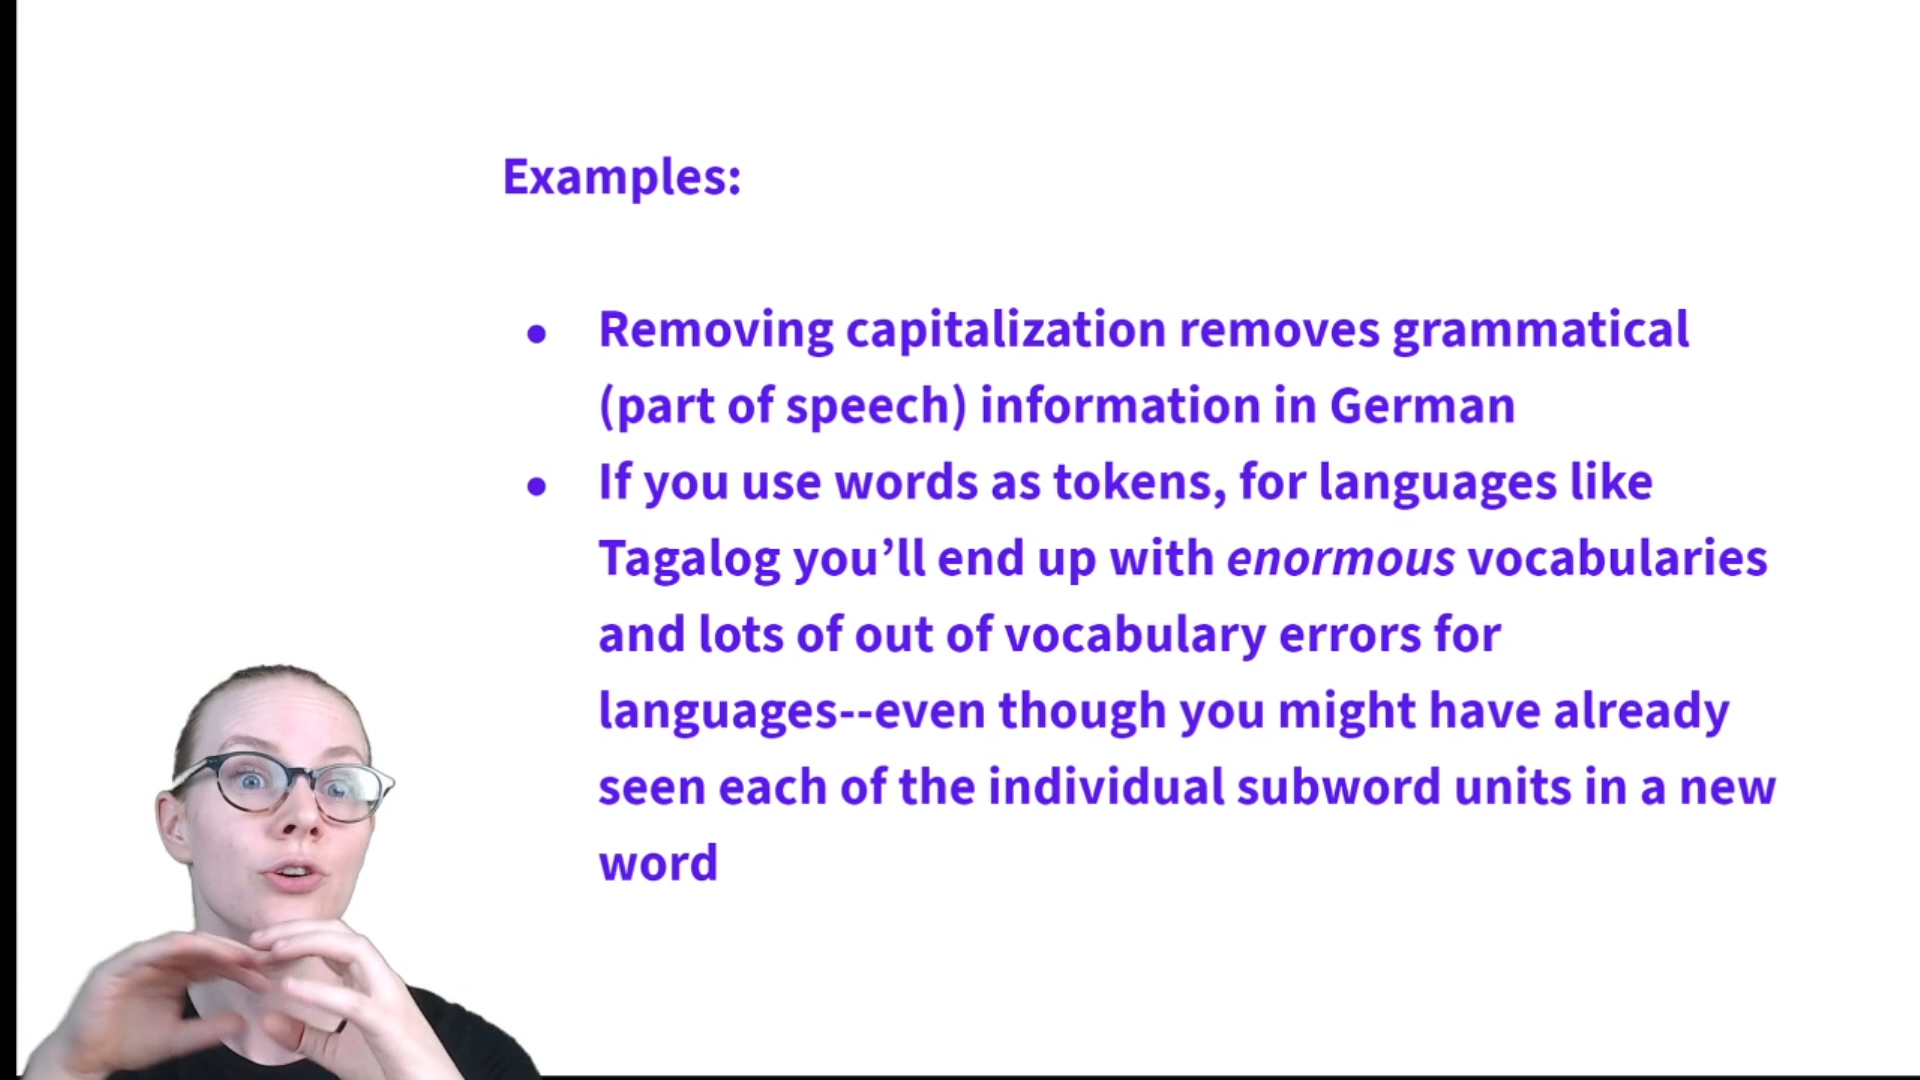 Examples:
● Removing capitalization removes grammatical
(part of speech) information in German
● If you use words as tokens, for languages like
Tagalog you’ll end up with enormous vocabularies
and lots of out of vocabulary errors for
languages--even though you might have already
seen each of the individual subword units in a new
word